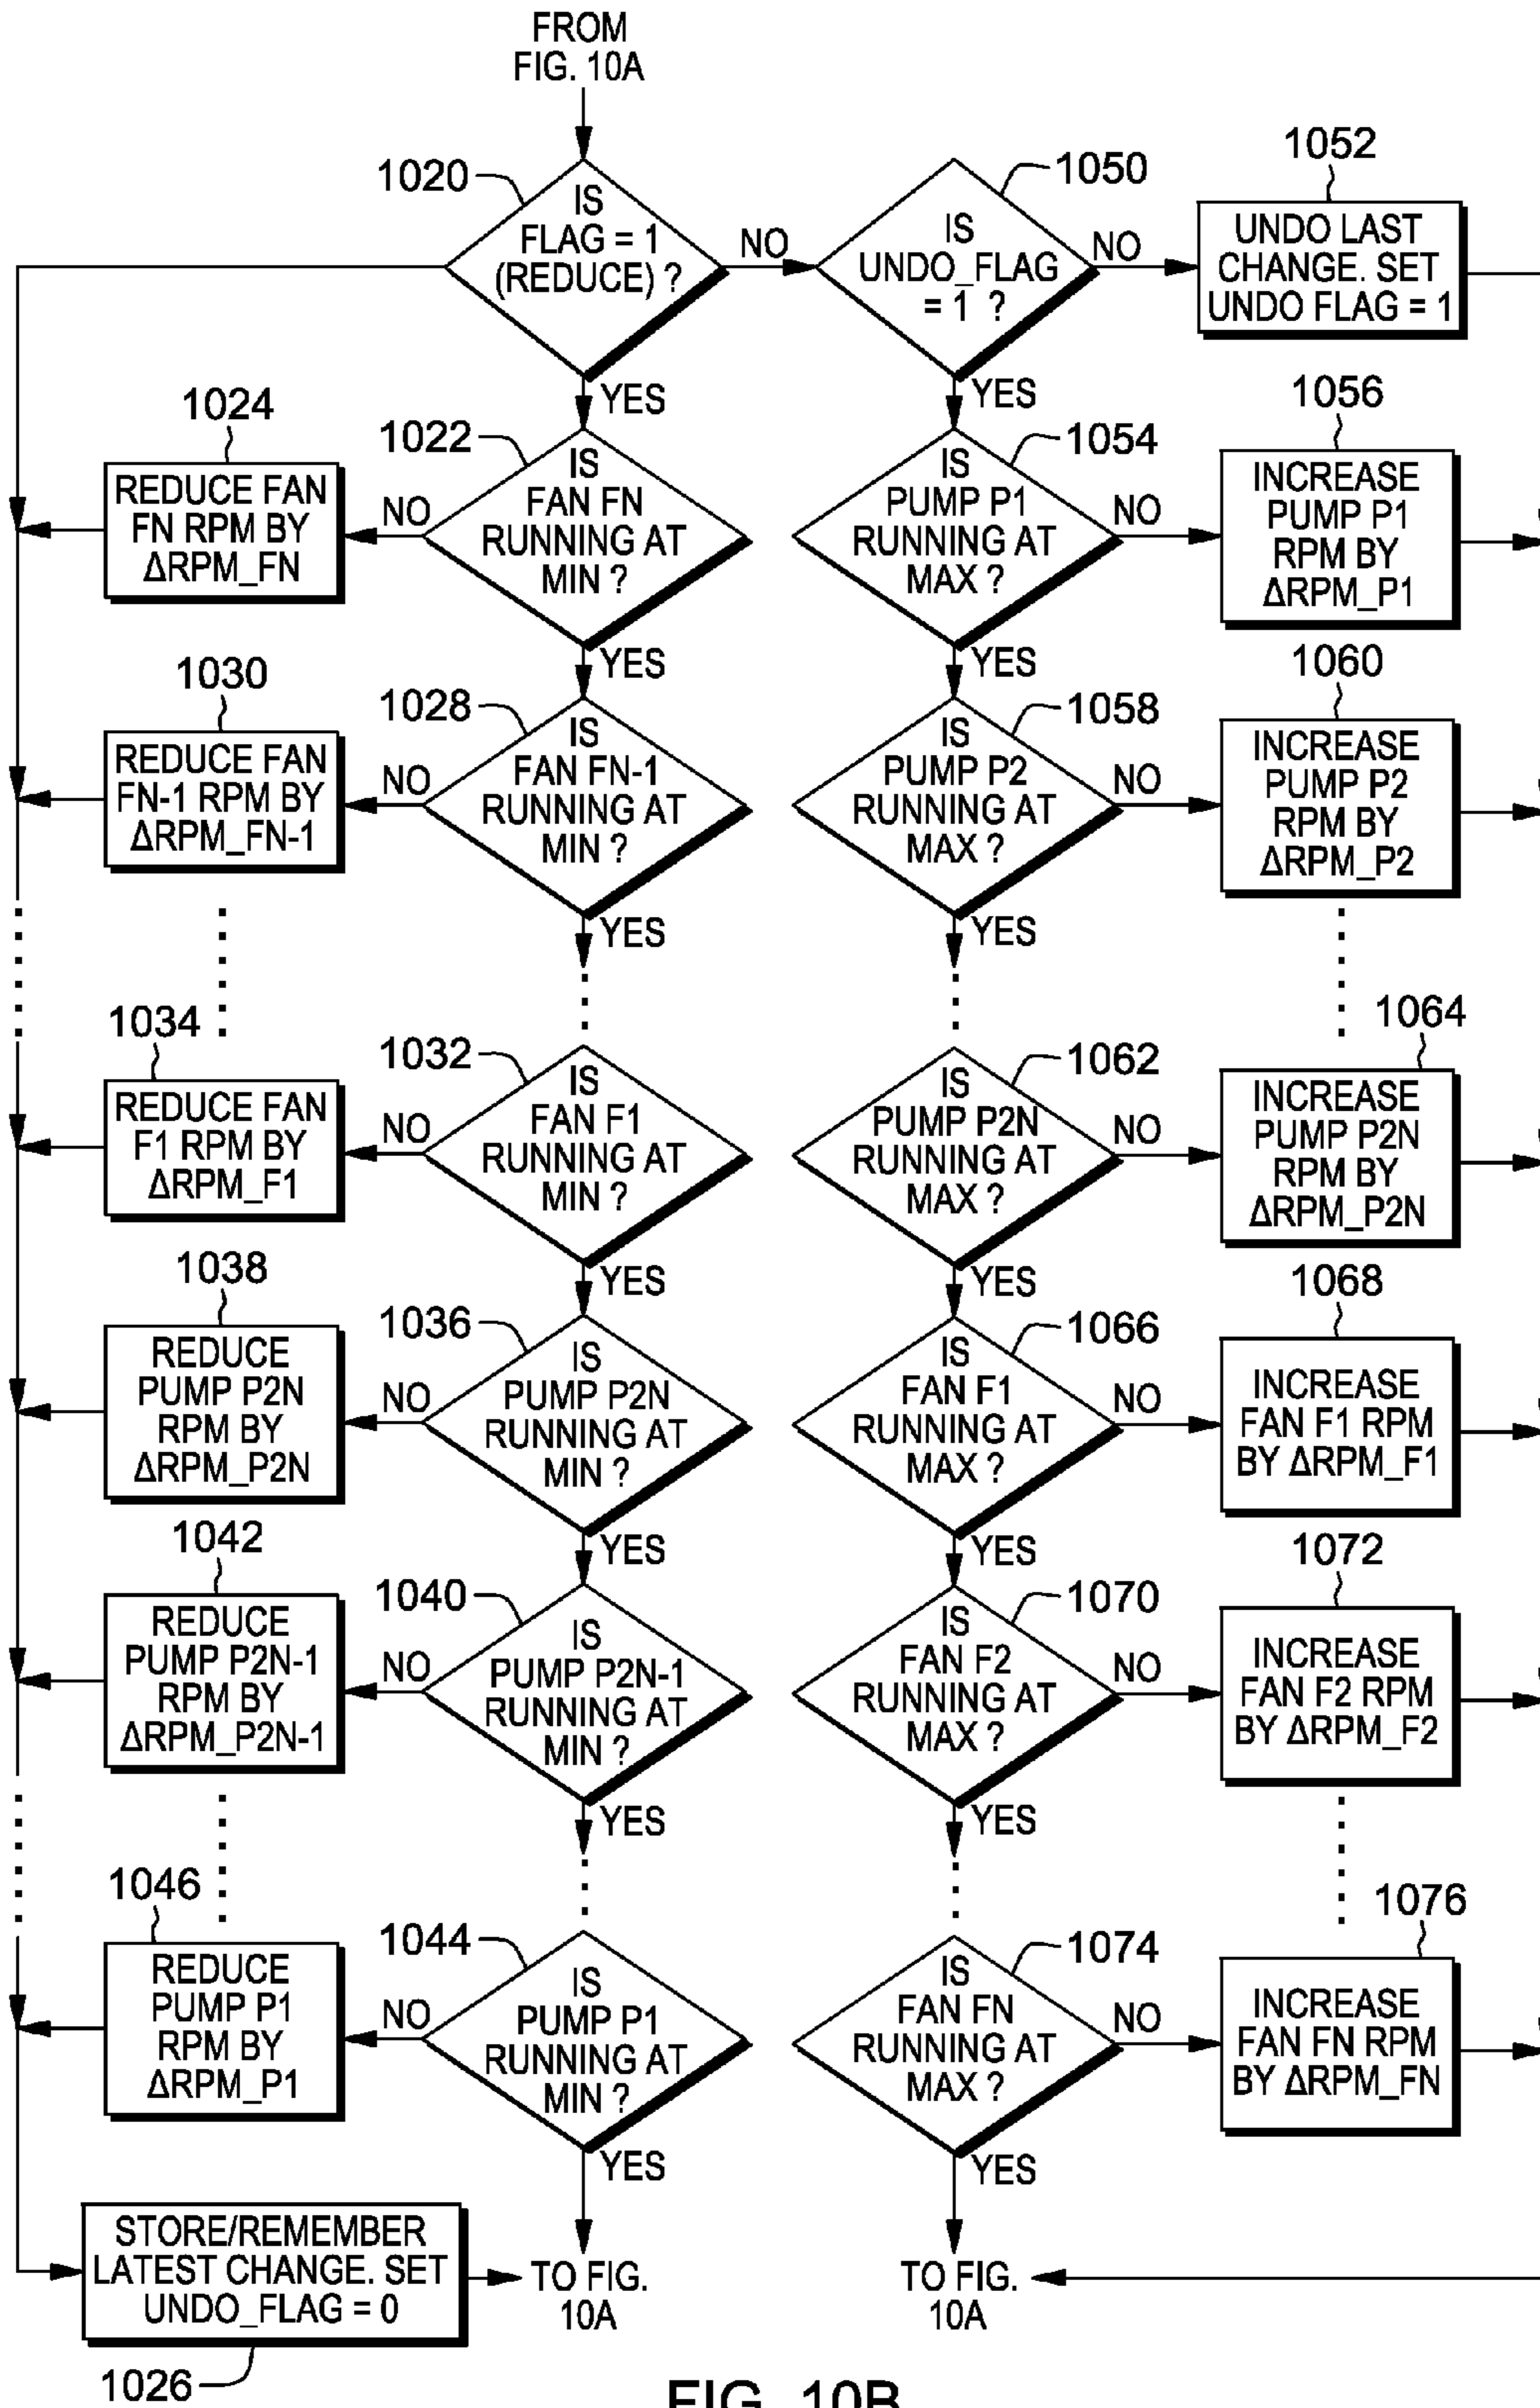 FROM
FIG. 10A
1020
IS
FLAG = 1
(REDUCE) ?
NO
YES
1050
IS
UNDO_FLAG
= 1 ?
NO
YES
1052
UNDO LAST
CHANGE. SET
UNDO FLAG = 1
1024
REDUCE FAN
FN RPM BY
ΔRPM_FN
NO
1022
IS
FAN FN
RUNNING AT
MIN ?
YES
1054
IS
PUMP P1
RUNNING AT
MAX ?
NO
YES
1056
INCREASE
PUMP P1
RPM BY
ΔRPM_P1
1030
REDUCE FAN
FN-1 RPM BY
ΔRPM_FN-1
NO
1028
IS
FAN FN-1
RUNNING AT
MIN ?
YES
1058
IS
PUMP P2
RUNNING AT
MAX ?
NO
YES
1060
INCREASE
PUMP P2
RPM BY
ΔRPM_P2
1034
REDUCE FAN
F1 RPM BY
ΔRPM_F1
NO
1032
IS
FAN F1
RUNNING AT
MIN ?
YES
1062
IS
PUMP P2N
RUNNING AT
MAX ?
NO
YES
1064
INCREASE
PUMP P2N
RPM BY
ΔRPM_P2N
1038
REDUCE
PUMP P2N
RPM BY
ΔRPM_P2N
NO
1036
IS
PUMP P2N
RUNNING AT
MIN ?
YES
1066
IS
FAN F1
RUNNING AT
MAX ?
NO
YES
1068
INCREASE
FAN F1 RPM
BY ΔRPM_F1
1042
REDUCE
PUMP P2N-1
RPM BY
ΔRPM_P2N-1
NO
1040
IS
PUMP P2N-1
RUNNING AT
MIN ?
YES
1070
IS
FAN F2
RUNNING AT
MAX ?
NO
YES
1072
INCREASE
FAN F2 RPM
BY ΔRPM_F2
1046
REDUCE
PUMP P1
RPM BY
ΔRPM_P1
NO
1044
IS
PUMP P1
RUNNING AT
MIN ?
YES
1074
IS
FAN FN
RUNNING AT
MAX ?
NO
YES
1076
INCREASE
FAN FN RPM
BY ΔRPM_FN
STORE/REMEMBER
LATEST CHANGE. SET
UNDO_FLAG = 0
1026
TO FIG.
10A
TO FIG.
10A
FIG. 10B